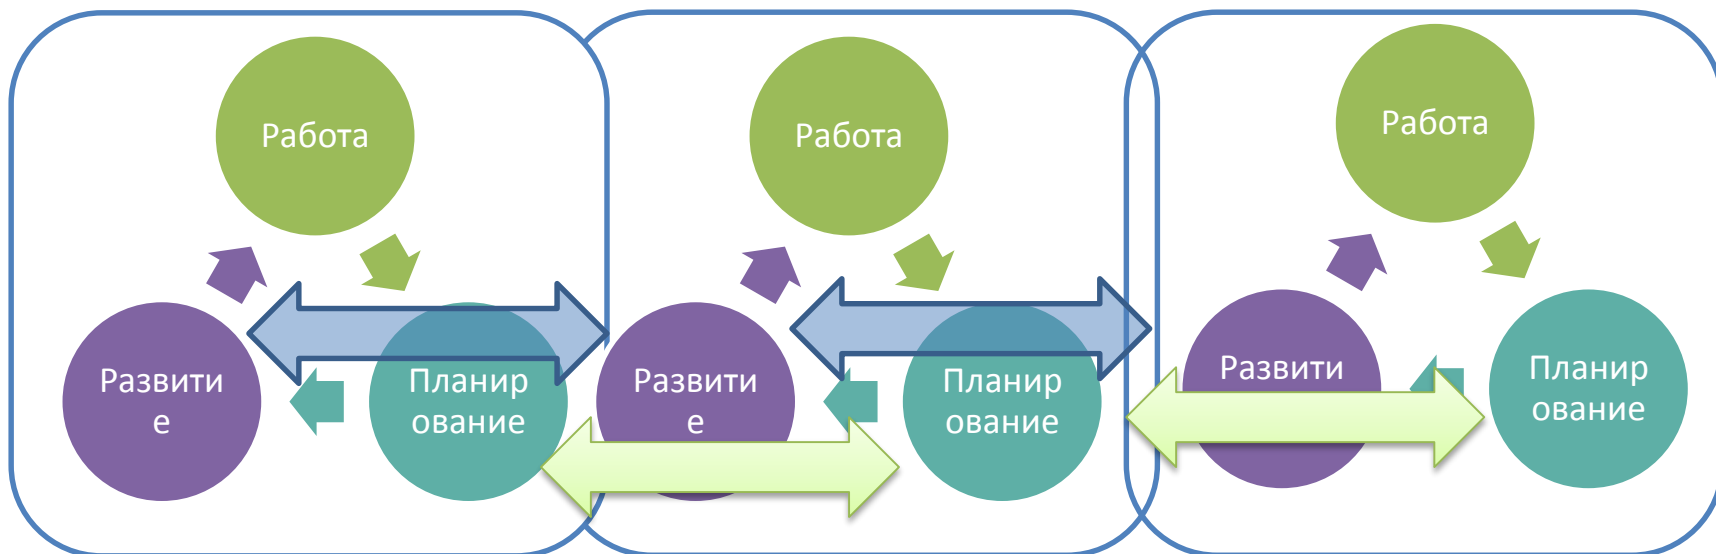 Работа
Развити
е
Планир
ование
Работа
Развити
е
Планир
ование
Работа
Развити
Планир
ование